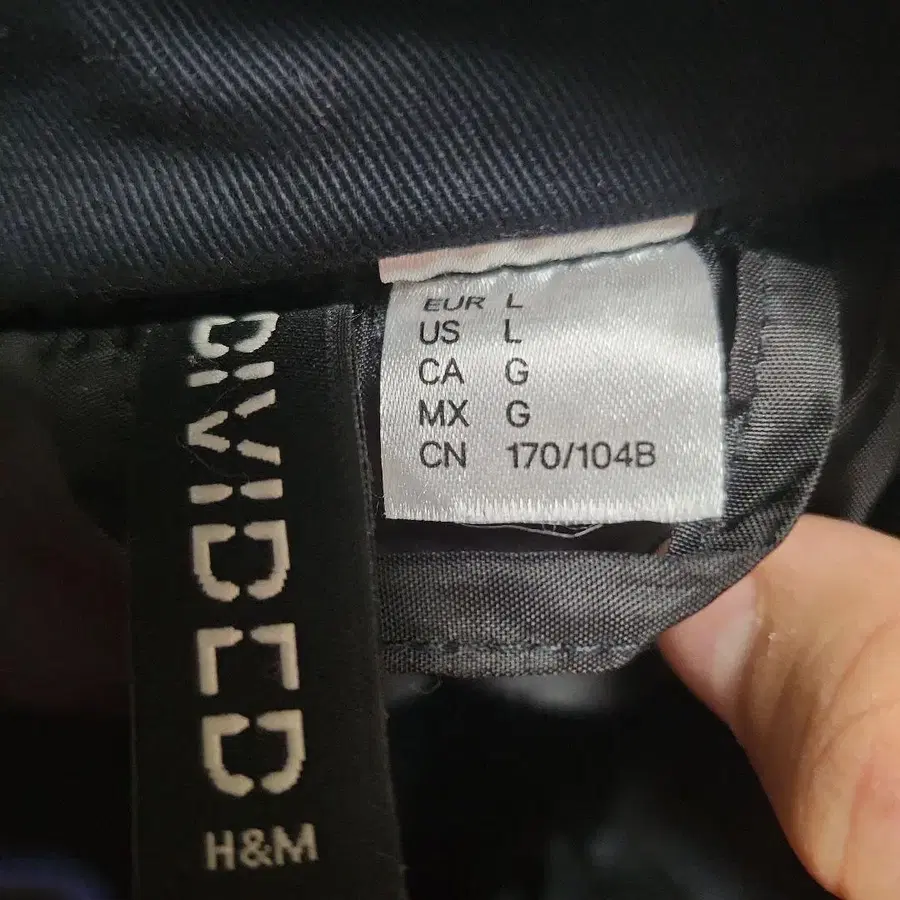 DIVIDED
H&M
EUR L
US L
CA G
MX G
CN 170/104B